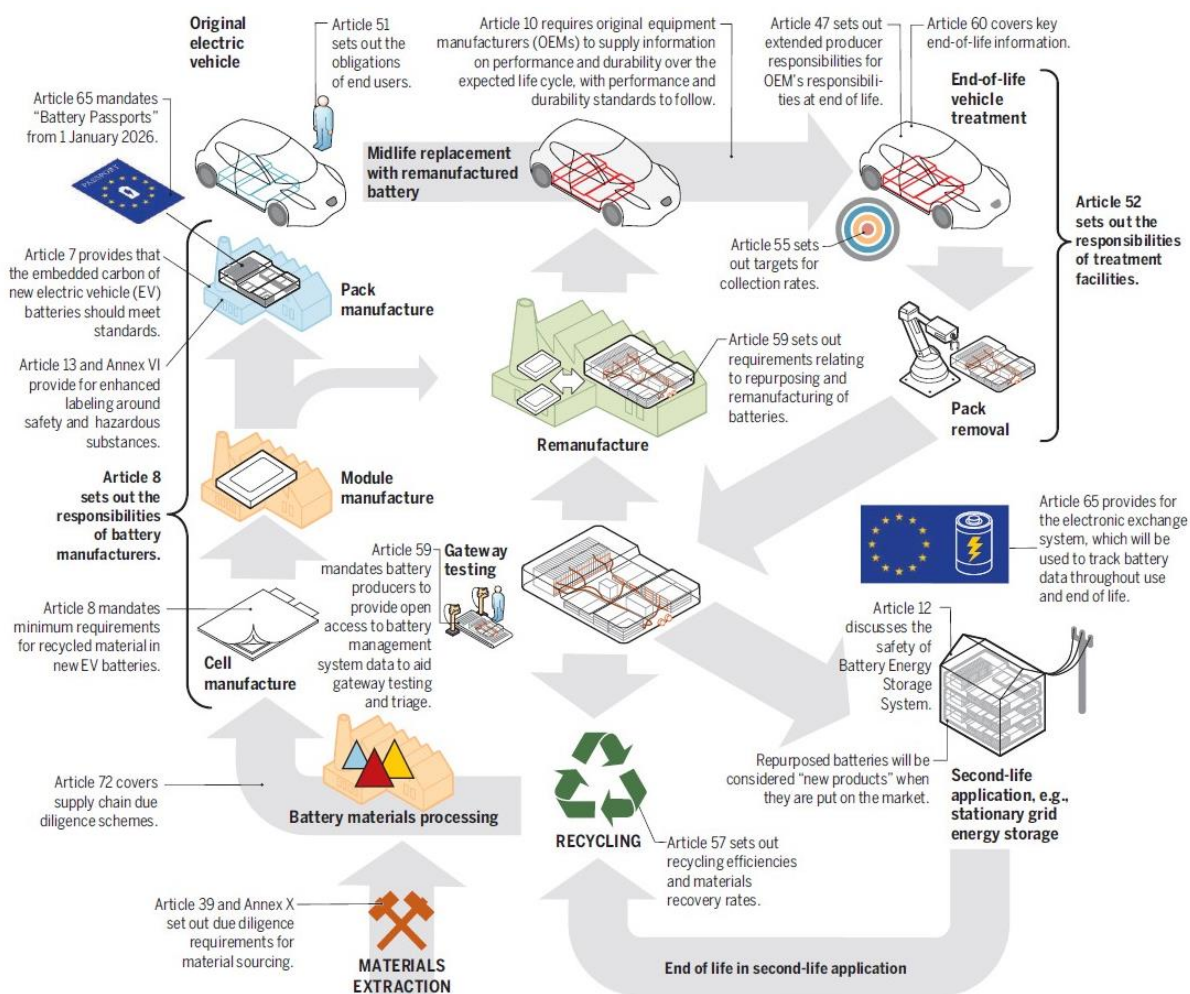 Original
electric
vehicle
Article 51
sets out the
obligations
of end users.
Article 10 requires original equipment
manufacturers (OEMs) to supply information
on performance and durability over the
expected life cycle, with performance and
durability standards to follow.
Article 47 sets out
extended producer
responsibilities for
OEM's responsibili-
ties at end of life.
Article 60 covers key
end-of-life information.
End-of-life
vehicle
treatment
Article 65 mandates
"Battery Passports"
from 1 January 2026.
PASSPORT
Midlife replacement
with remanufactured
battery
Article 52
sets out the
responsibilities
of treatment
facilities.
Article 55 sets
out targets for
collection rates.
Article 7 provides that
the embedded carbon of
new electric vehicle (EV)
batteries should meet
standards.
Pack
manufacture
Article 13 and Annex VI
provide for enhanced
labeling around
safety and hazardous
substances.
Article 59 sets out
requirements relating
to repurposing and
remanufacturing of
batteries.
Remanufacture
Pack
removal
Article 8
sets out the
responsibilities
of battery
manufacturers.
Module
manufacture
Article 65 provides for
the electronic exchange
system, which will be
used to track battery
data throughout use
and end of life.
Article 59
mandates battery
producers to
provide open
access to battery
management
system data to aid
gateway testing
and triage.
Gateway
testing
Article 8 mandates
minimum requirements
for recycled material in
new EV batteries.
Cell
manufacture
Article 12
discusses the
safety of
Battery Energy
Storage
System.
Repurposed batteries will be
considered "new products" when
they are put on the market.
Second-life
application, e.g.,
stationary grid
energy storage
Article 72 covers
supply chain due
diligence schemes.
Battery materials processing
RECYCLING
Article 57 sets out
recycling efficiencies
and materials
recovery rates.
Article 39 and Annex X
set out due diligence
requirements for
material sourcing.
MATERIALS
EXTRACTION
End of life in second-life application